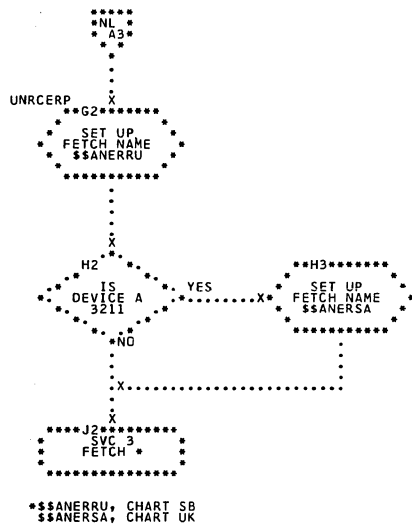 NL
A3
UNRCERP
G2
SET UP
FETCH NAME
$$ANERRU
H2
IS
DEVICE A
3211
YES
H3
SET UP
FETCH NAME
$$ANERSA
NO
J2
SVC 3
FETCH *
*$$ANERRU, CHART SB
$$ANERSA, CHART UK